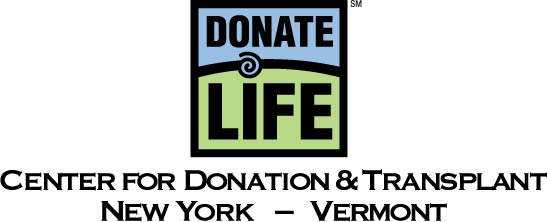 DONATE
LIFE
SM
CENTER FOR DONATION & TRANSPLANT
NEW YORK – VERMONT